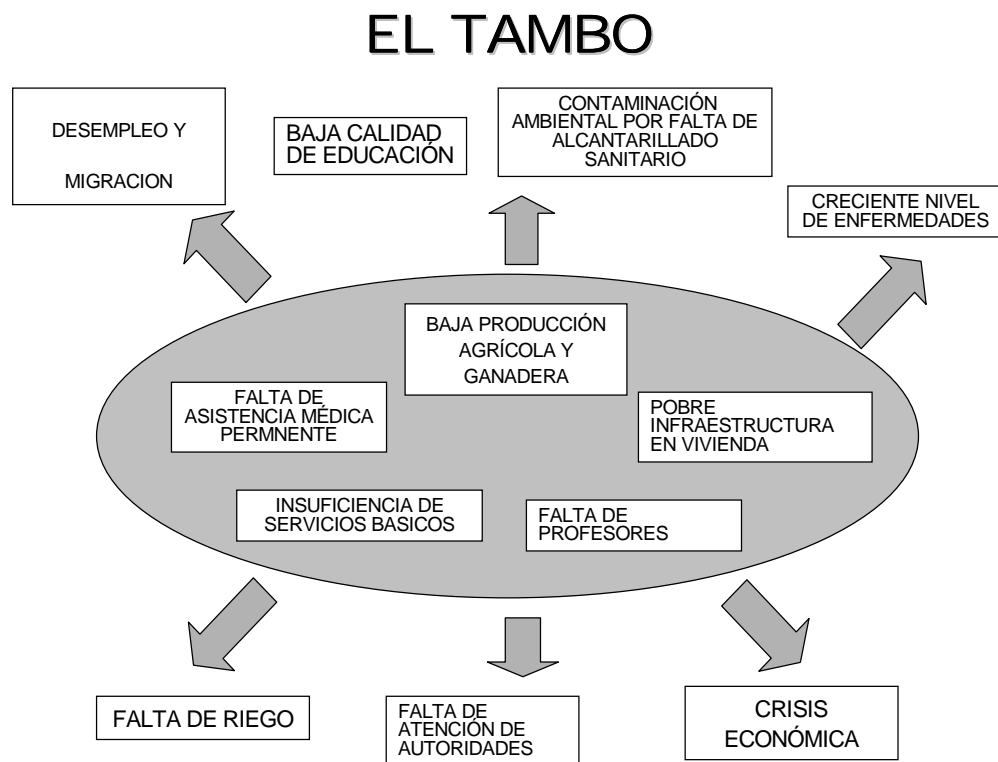 EL TAMBO
DESEMPLEO Y
MIGRACION
BAJA CALIDAD
DE EDUCACIÓN
CONTAMINACIÓN
AMBIENTAL POR FALTA DE
ALCANTARILLADO
SANITARIO
CRECIENTE NIVEL
DE ENFERMEDADES
BAJA PRODUCCIÓN
AGRÍCOLA Y
GANADERA
FALTA DE
ASISTENCIA MÉDICA
PERMNENTE
POBRE
INFRAESTRUCTURA
EN VIVIENDA
INSUFICIENCIA DE
SERVICIOS BASICOS
FALTA DE
PROFESORES
FALTA DE RIEGO
FALTA DE
ATENCIÓN DE
AUTORIDADES
CRISIS
ECONÓMICA